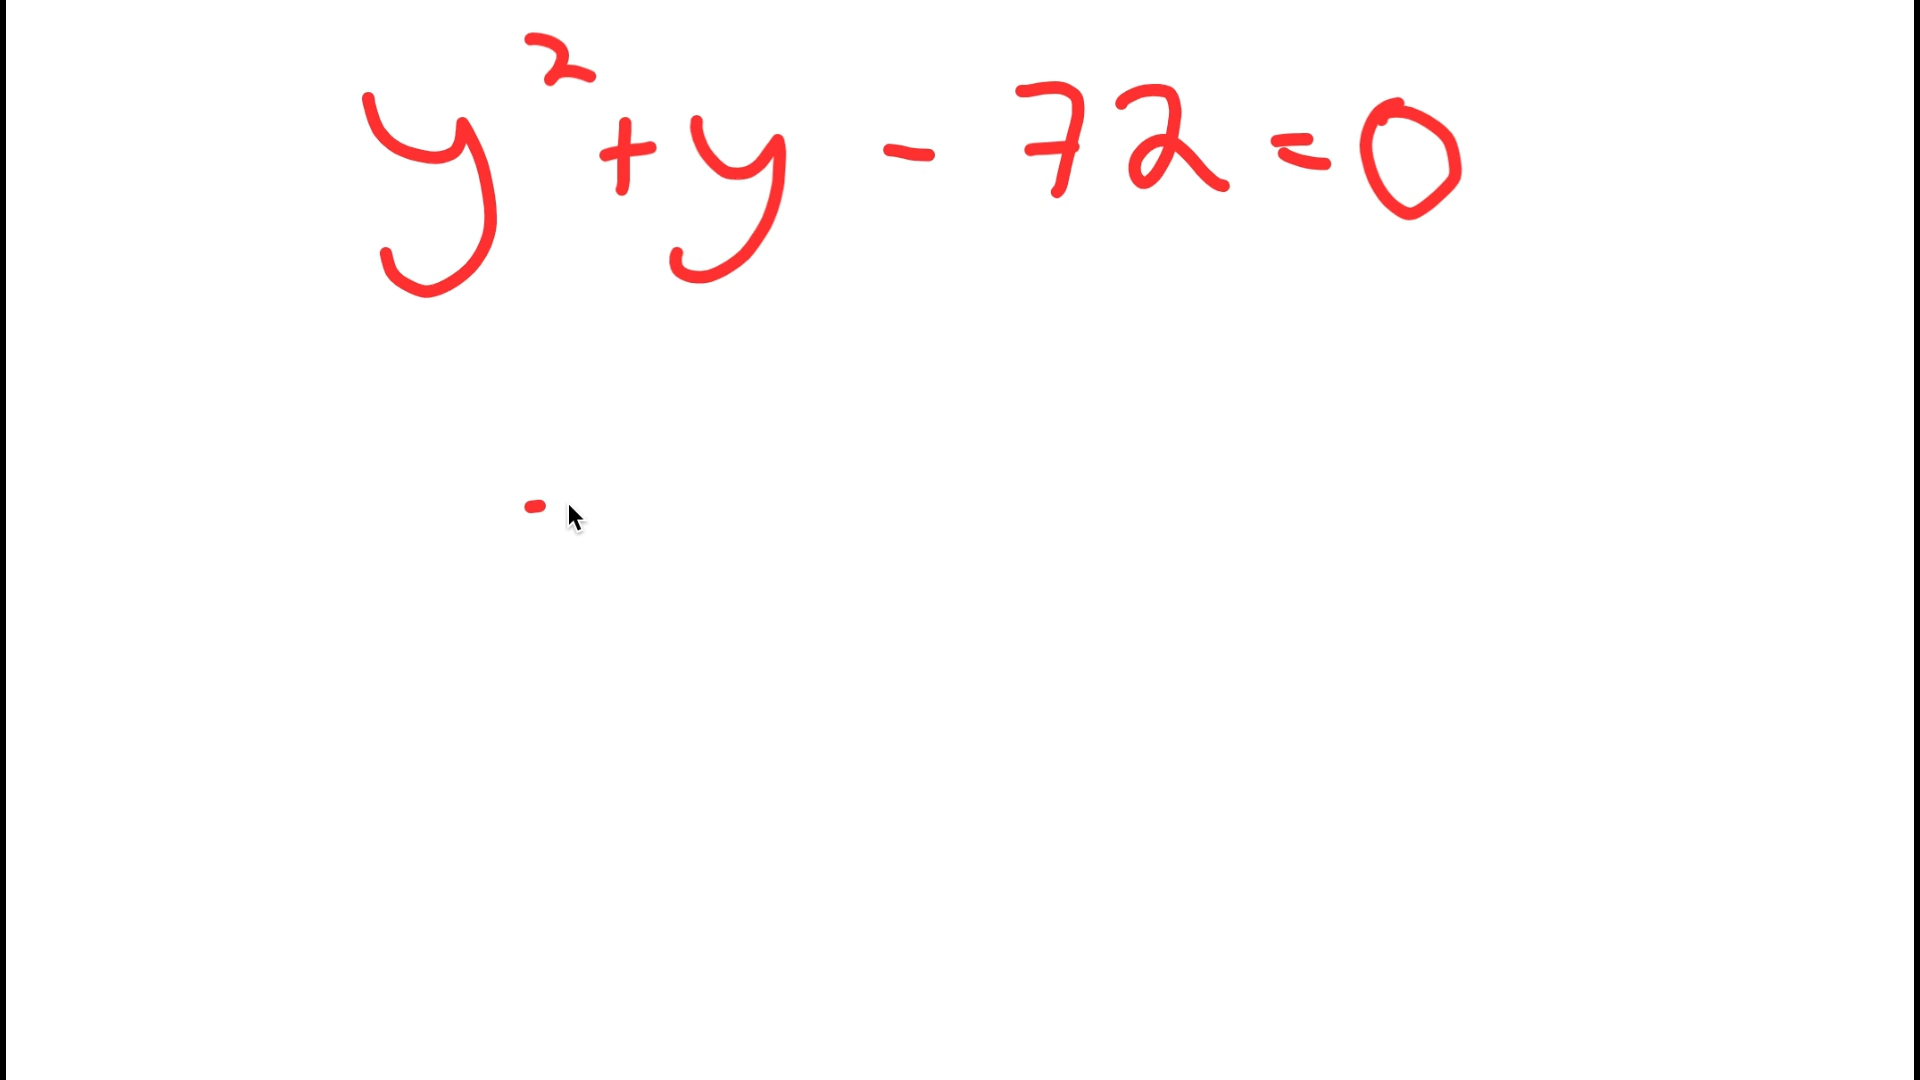 y² + y - 72 = 0
-